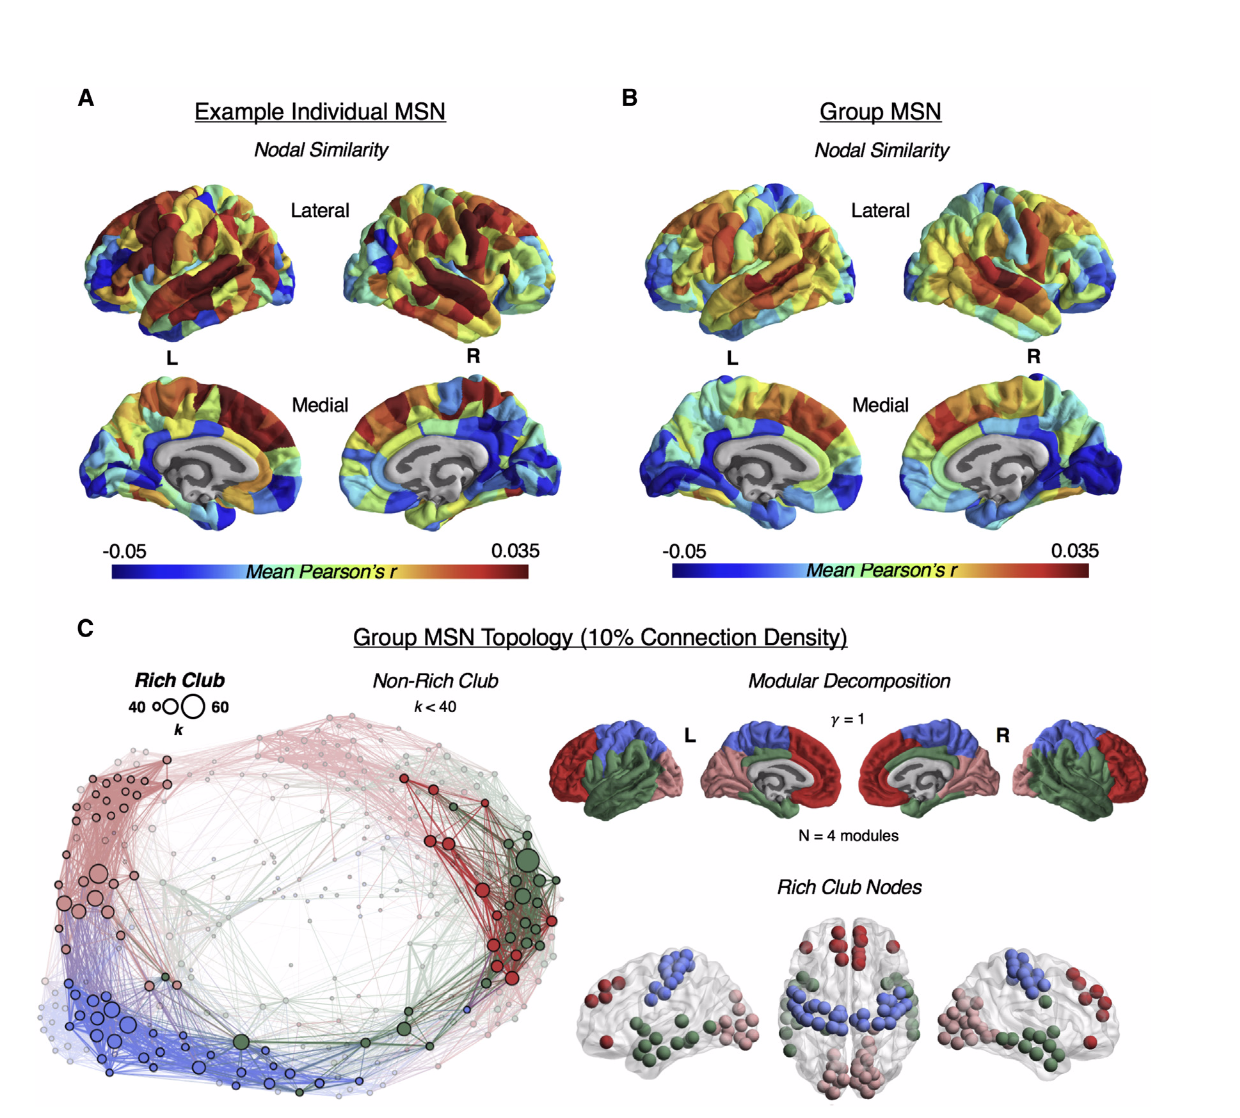 A
Example Individual MSN
Nodal Similarity
Lateral
L
R
Medial
-0.05
0.035
Mean Pearson's r
B
Group MSN
Nodal Similarity
Lateral
L
R
Medial
-0.05
0.035
Mean Pearson's r
C
Group MSN Topology (10% Connection Density)
Rich Club
40
60
k
Non-Rich Club
k < 40
Modular Decomposition
γ = 1
L
R
N = 4 modules
Rich Club Nodes